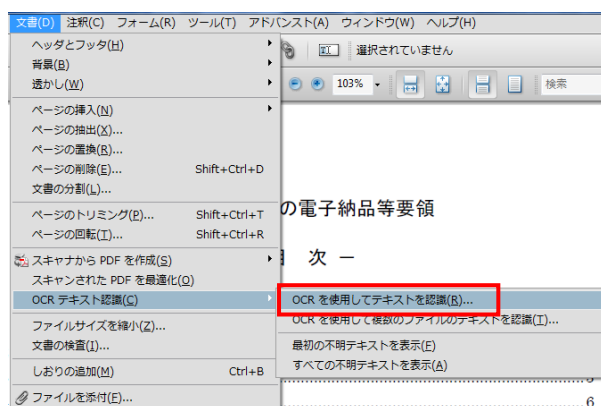 文書(D) 注釈(C) フォーム(R) ツール(T) アドバンスト(A) ウィンドウ(W) ヘルプ(H)
選択されていません
103%
検索
ヘッダとフッタ(H)
背景(B)
透かし(W)
ページの挿入(N)
ページの抽出(X)...
ページの置換(R)...
ページの削除(E)... Shift+Ctrl+D
文書の分割(L)...
ページのトリミング(P)... Shift+Ctrl+T
ページの回転(T)... Shift+Ctrl+R
スキャナから PDF を作成(S)
スキャンされた PDF を最適化(O)
OCR テキスト認識(C)
ファイルサイズを縮小(Z)...
文書の検査(I)...
しおりの追加(M) Ctrl+B
ファイルを添付(F)...
の電子納品等要領
次 －
OCR を使用してテキストを認識(R)...
OCR を使用して複数のファイルのテキストを認識(T)...
最初の不明テキストを表示(F)
すべての不明テキストを表示(A)
6